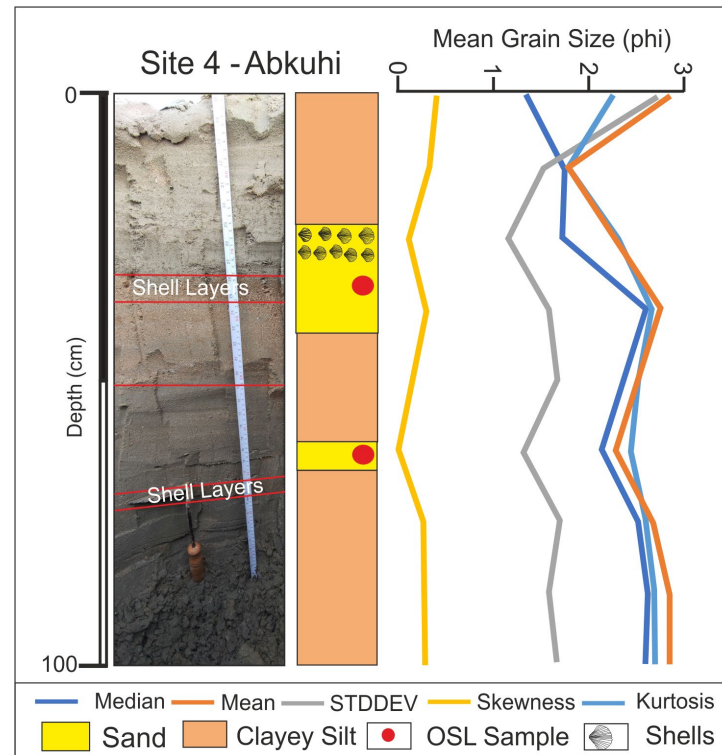 Mean Grain Size (phi)
Site 4 - Abkuhi
0 1 2 3
0
Shell Layers
Depth (cm)
Shell Layers
100
Median Mean STDDEV Skewness Kurtosis
Sand Clayey Silt OSL Sample Shells